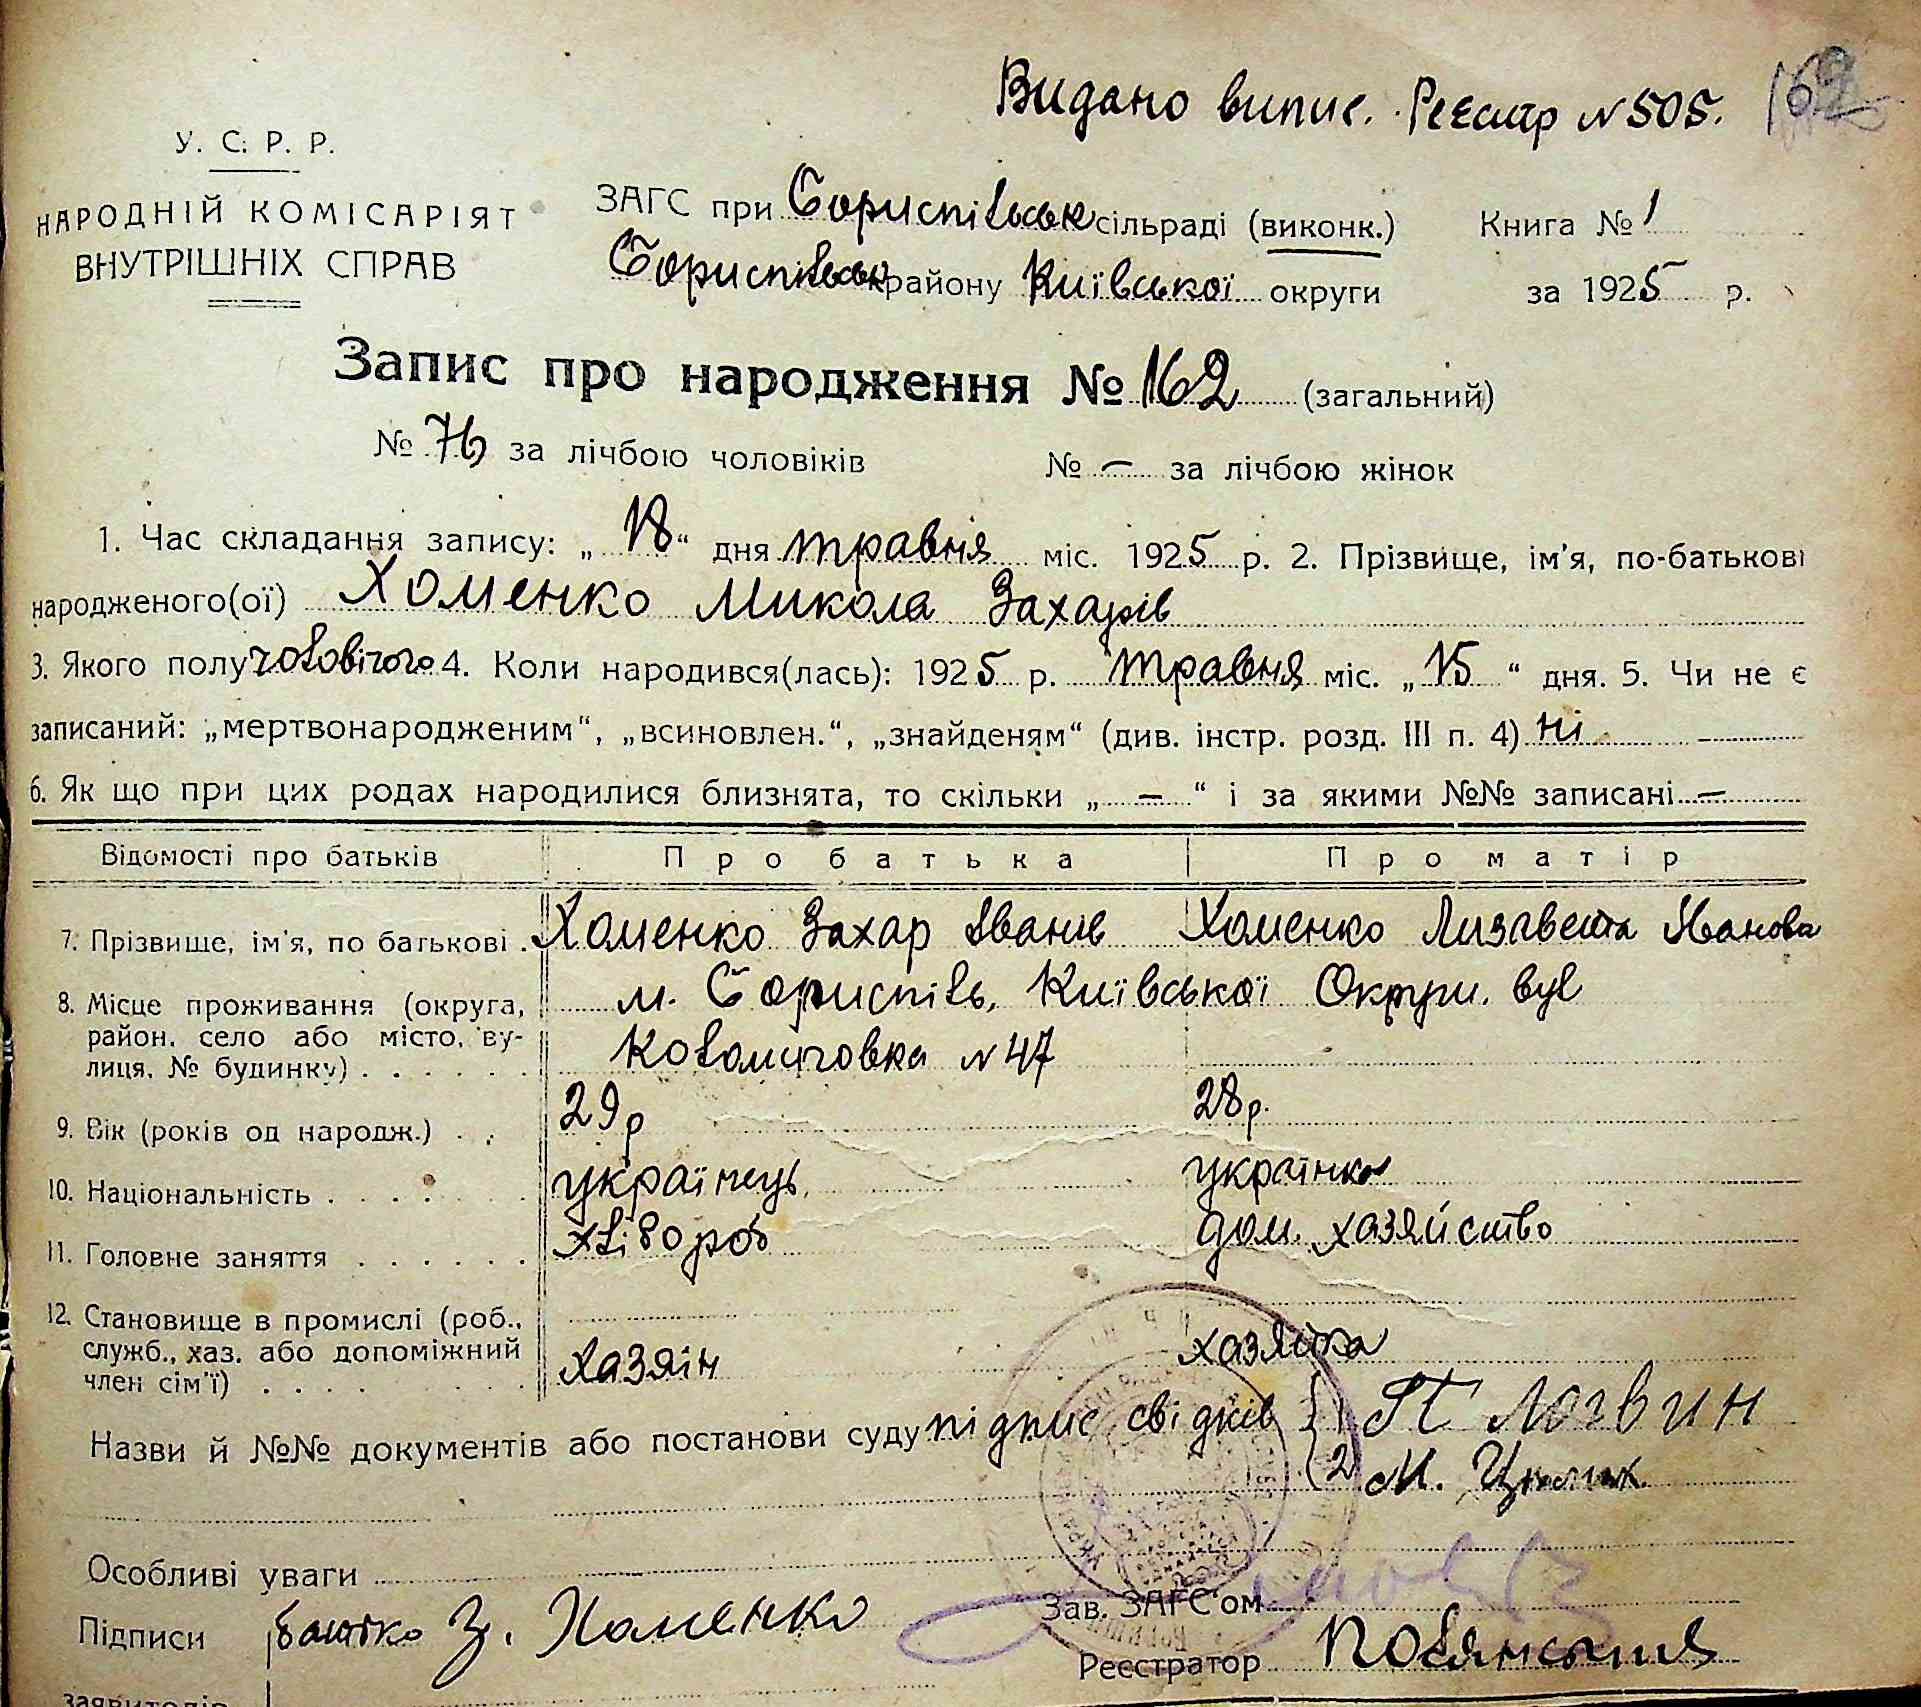 Видано випис. Реєстр №505. 162
У. С. Р. Р.
НАРОДНІЙ КОМІСАРІЯТ
ВНУТРІШНІХ СПРАВ
ЗАГС при Бориспільськ сільраді (виконк.) Книга № 1
Бориспільськ району Київської округи за 1925 р.
Запис про народження № 162 (загальний)
№ 76 за лічбою чоловіків № — за лічбою жінок
1. Час складання запису: „18“ дня травня міс. 1925 р. 2. Прізвище, ім'я, по-батькові
народженого(ої) Хоменко Микола Захарів
3. Якого полу чоловічого 4. Коли народився(лась): 1925 р. травня міс. „15“ дня. 5. Чи не є
записаний: „мертвонародженим“, „всиновлен.“, „знайденям“ (див. інстр. розд. III п. 4) ні
6. Як що при цих родах народилися близнята, то скільки „—“ і за якими №№ записані —
Відомості про батьків Про батька Про матір
7. Прізвище, ім'я, по батькові . Хоменко Захар Іванів Хоменко Лизавета Іванова
8. Місце проживання (округа, м. Бориспіль, Київської Округи. вул
район. село або місто, ву-
лиця, № будинку) . . . . . . Коломичовка №47
9. Вік (років од народж.) . . 29р 28р.
10. Національність . . . . . . . українець українка
11. Головне заняття . . . . . . хлібороб дом. хазяйство
12. Становище в промислі (роб.,
служб., хаз. або допоміжний хазяїн хазяйка
член сім'ї) . . . .
Назви й №№ документів або постанови суду підпис свідків 1) П Логвин
2) М.
Особливі уваги
Підписи батько З. Хоменко Зав. ЗАГС'ом
Реєстратор
заявителів